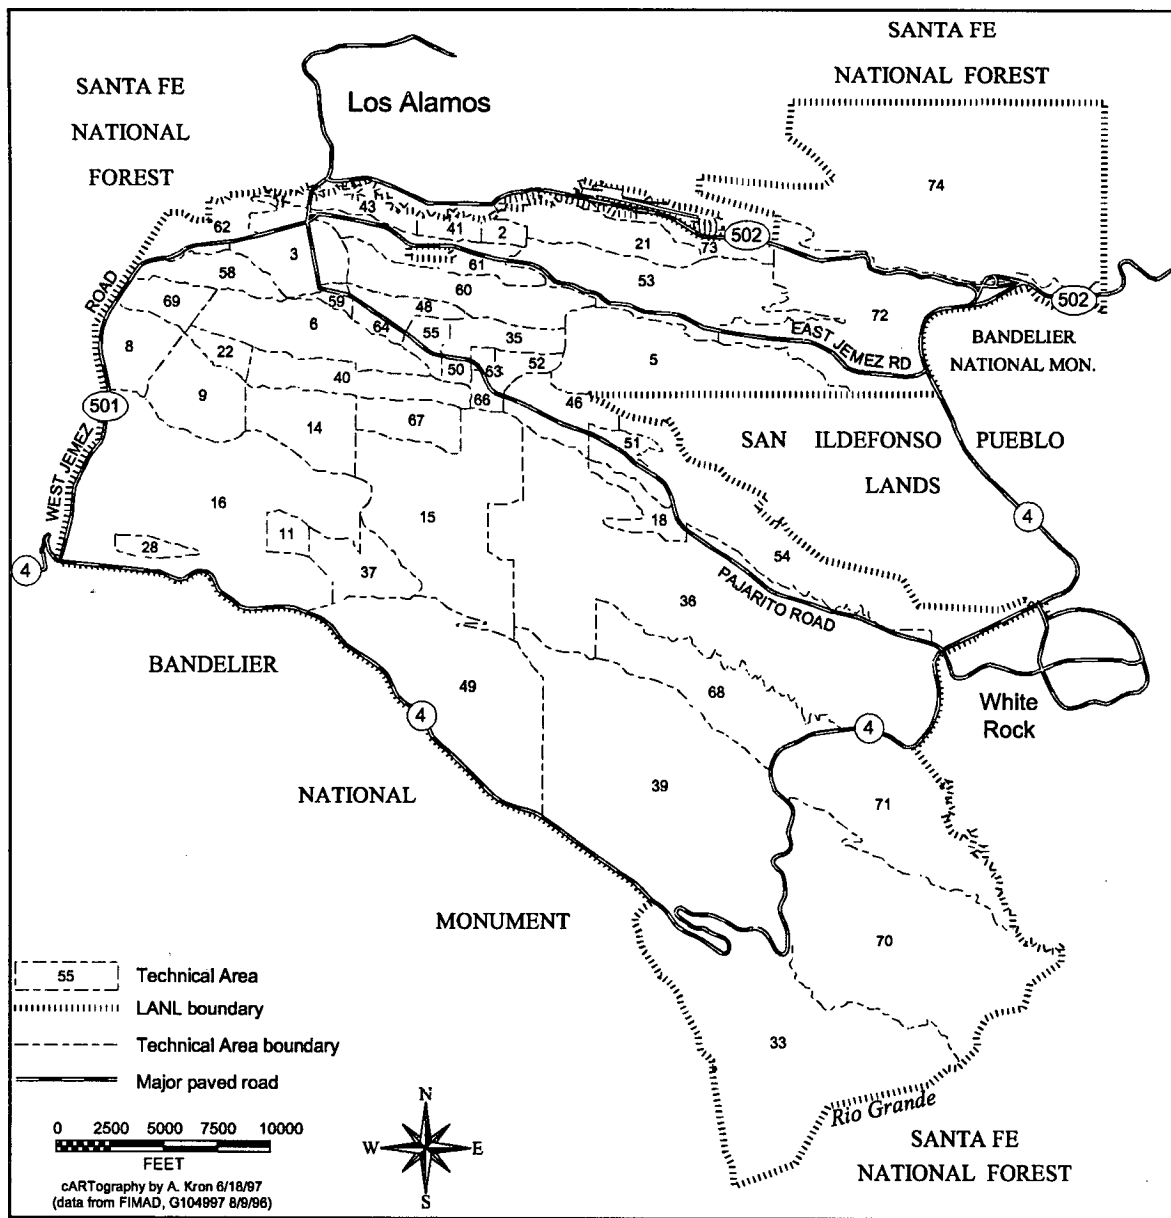 SANTA FE
NATIONAL FOREST
SANTA FE
NATIONAL
FOREST
Los Alamos
74
43
62
41
2
21
73
502
3
61
53
58
60
69
59
48
502
6
64
55
35
72
EAST JEMEZ RD
BANDELIER
NATIONAL MON.
8
22
50
63
52
5
40
9
66
46
501
67
14
51
SAN ILDEFONSO PUEBLO
LANDS
WEST JEMEZ ROAD
16
15
18
4
11
28
54
4
37
36
PAJARITO ROAD
BANDELIER
49
68
White
Rock
4
4
39
71
NATIONAL
MONUMENT
70
55 Technical Area
LANL boundary
Technical Area boundary
33
Major paved road
Rio Grande
N
W E
S
0 2500 5000 7500 10000
FEET
SANTA FE
NATIONAL FOREST
cARTography by A. Kron 6/18/97
(data from FIMAD, G104997 8/9/96)